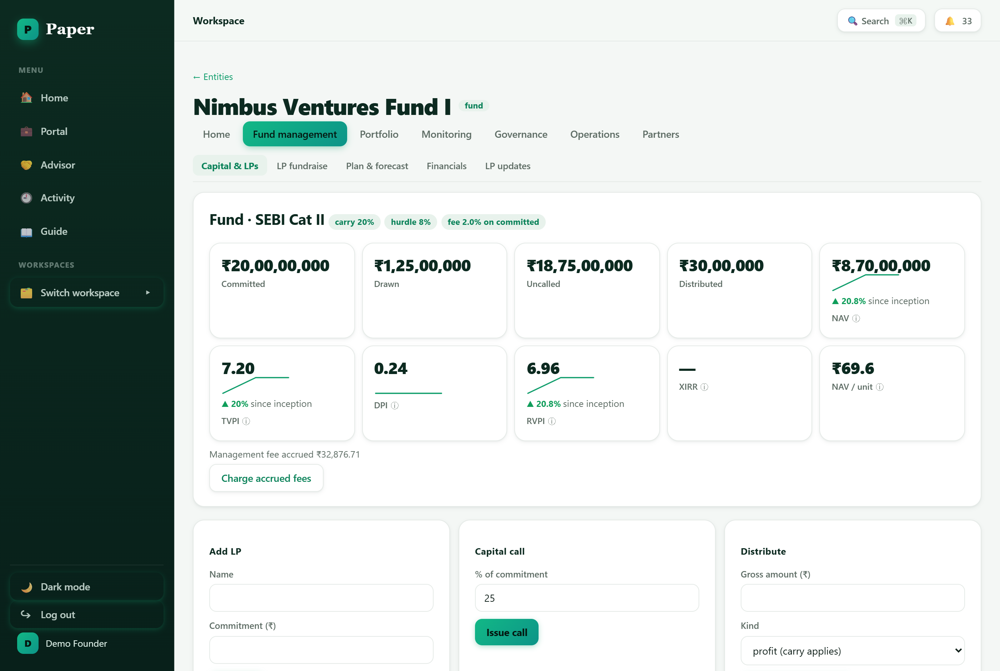 P Paper
MENU
Home
Portal
Advisor
Activity
Guide
WORKSPACES
Switch workspace
Dark mode
Log out
D Demo Founder
Workspace
Search ⌘K
33
← Entities
Nimbus Ventures Fund I fund
Home Fund management Portfolio Monitoring Governance Operations Partners
Capital & LPs LP fundraise Plan & forecast Financials LP updates
Fund · SEBI Cat II carry 20% hurdle 8% fee 2.0% on committed
₹20,00,00,000
Committed
₹1,25,00,000
Drawn
₹18,75,00,000
Uncalled
₹30,00,000
Distributed
₹8,70,00,000
▲ 20.8% since inception
NAV ⓘ
7.20
▲ 20% since inception
TVPI ⓘ
0.24
DPI ⓘ
6.96
▲ 20.8% since inception
RVPI ⓘ
—
XIRR ⓘ
₹69.6
NAV / unit ⓘ
Management fee accrued ₹32,876.71
Charge accrued fees
Add LP
Name
Commitment (₹)
Capital call
% of commitment
25
Issue call
Distribute
Gross amount (₹)
Kind
profit (carry applies)